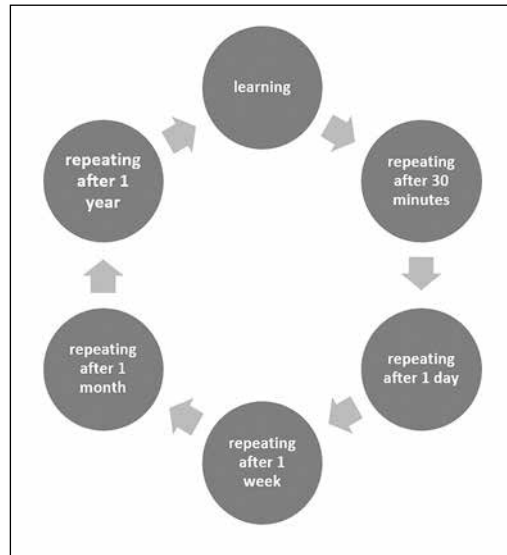 learning
repeating
after 30
minutes
repeating
after 1 day
repeating
after 1
week
repeating
after 1
month
repeating
after 1
year